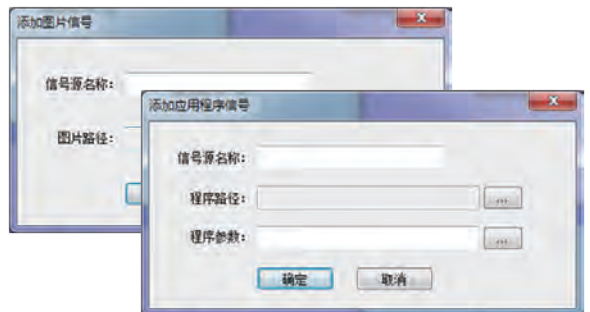 添加图片信号
信号源名称：
图片路径：
添加应用程序信号
信号源名称：
程序路径：
...
程序参数：
...
确定
取消